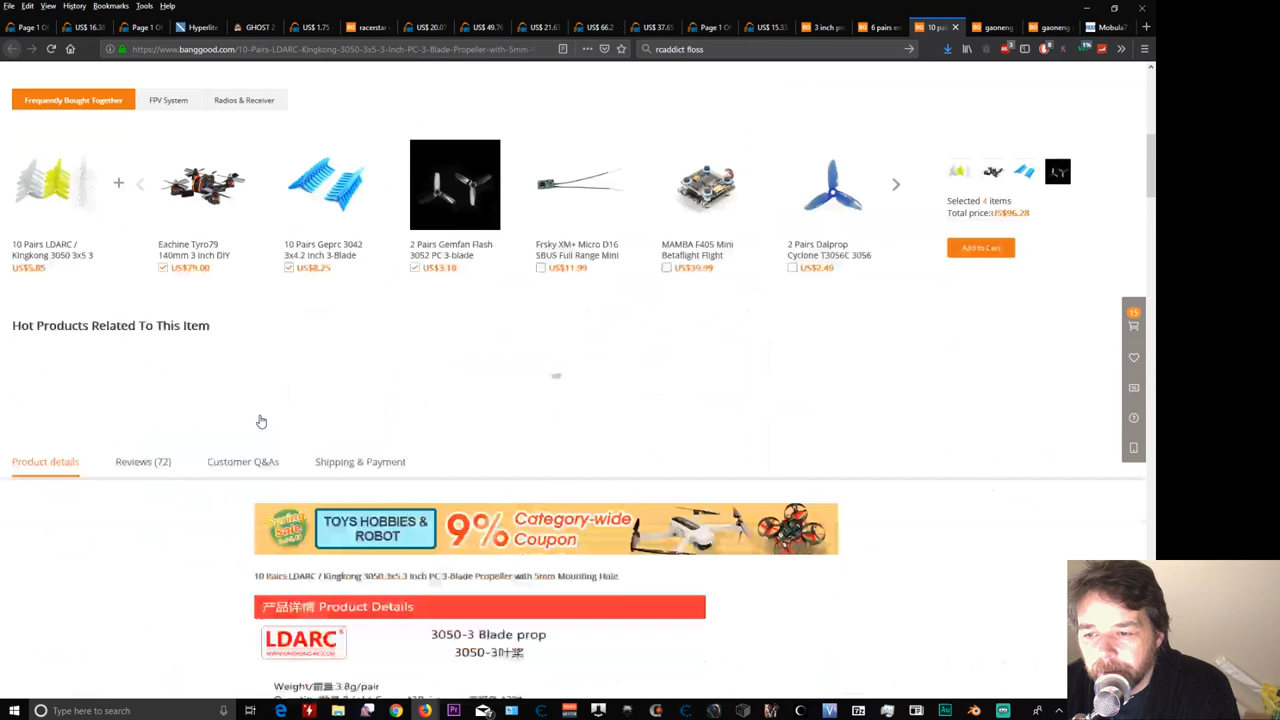 File Edit View History Bookmarks Tools Help
Page 1 O
US $ 16.38
Page 1 O
Hyperlite
GHOST 2
US $ 1.75
racerstar
US $ 20.07
US $ 49.76
US $ 21.63
US $ 66.2
US $ 37.65
Page 1 O
US $ 15.33
3 inch pr
6 pairs en
10 pai
gaoneng
gaoneng
Mobula7
https://www.banggood.com/10-Pairs-LDARC-Kingkong-3050-3x5-3-Inch-PC-3-Blade-Propeller-with-5mm-
rcaddict floss
Frequently Bought Together
FPV System
Radios & Receiver
10 Pairs LDARC /
Kingkong 3050 3x5 3
US$5.85
Eachine Tyro79
140mm 3 Inch DIY
US$79.00
10 Pairs Geprc 3042
3x4.2 Inch 3-Blade
US$8.25
2 Pairs Gemfan Flash
3052 PC 3-blade
US$3.18
Frsky XM+ Micro D16
SBUS Full Range Mini
US$11.99
MAMBA F405 Mini
Betaflight Flight
US$39.99
2 Pairs Dalprop
Cyclone T3056C 3056
US$2.49
Selected 4 items
Total price:US$96.28
Add to Cart
15
Hot Products Related To This Item
Product details
Reviews (72)
Customer Q&As
Shipping & Payment
Spring Sale
TOYS HOBBIES &
ROBOT
9% Category-wide
Coupon
10 Pairs LDARC / Kingkong 3050 3x5.3 Inch PC 3-Blade Propeller with 5mm Mounting Hole
产品详情 Product Details
LDARC
3050-3 Blade prop
3050-3叶桨
Weight/重量:3.8g/pair
Type here to search